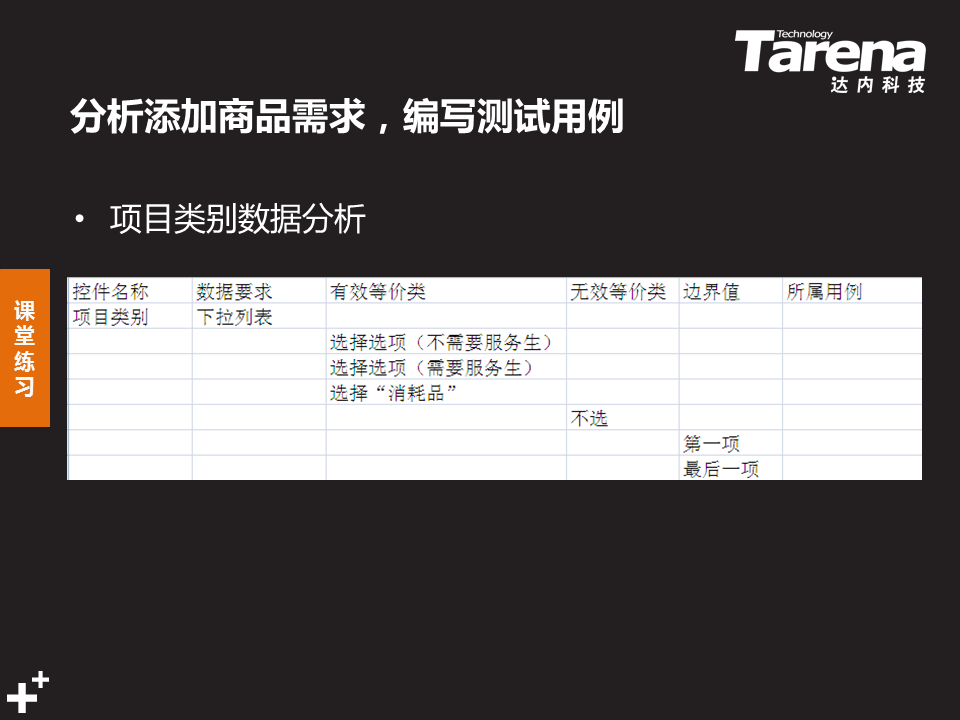 Technology
Tarena
达内科技
分析添加商品需求，编写测试用例
• 项目类别数据分析
课堂练习
控件名称 数据要求 有效等价类 无效等价类 边界值 所属用例
项目类别 下拉列表
选择选项（不需要服务生）
选择选项（需要服务生）
选择“消耗品”
不选
第一项
最后一项